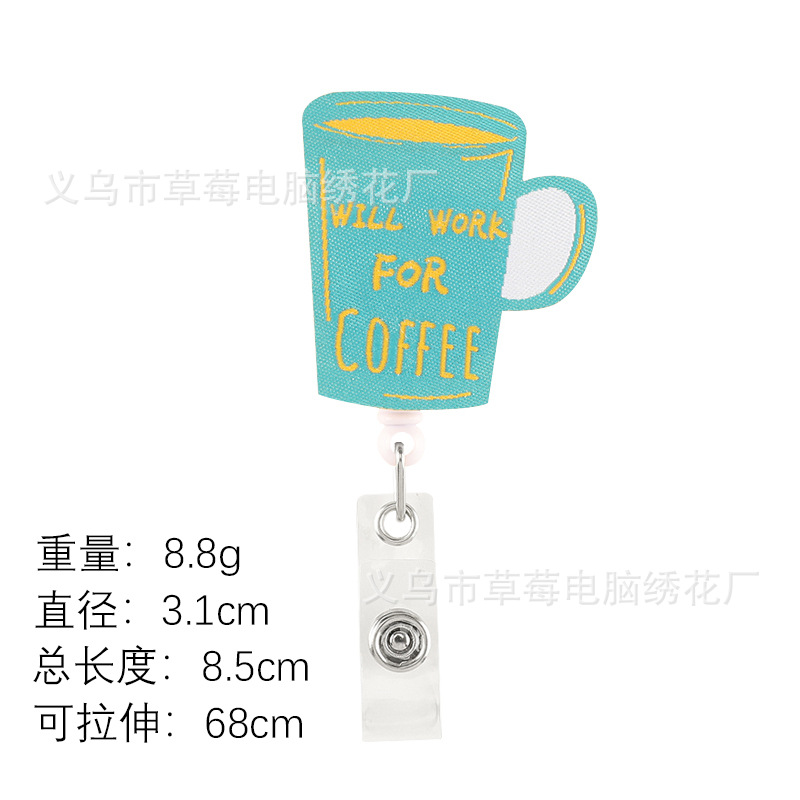 义乌市草莓电脑绣花厂
WILL WORK
FOR
COFFEE
重量：8.8g
直径：3.1cm
总长度：8.5cm
可拉伸：68cm
义乌市草莓电脑绣花厂